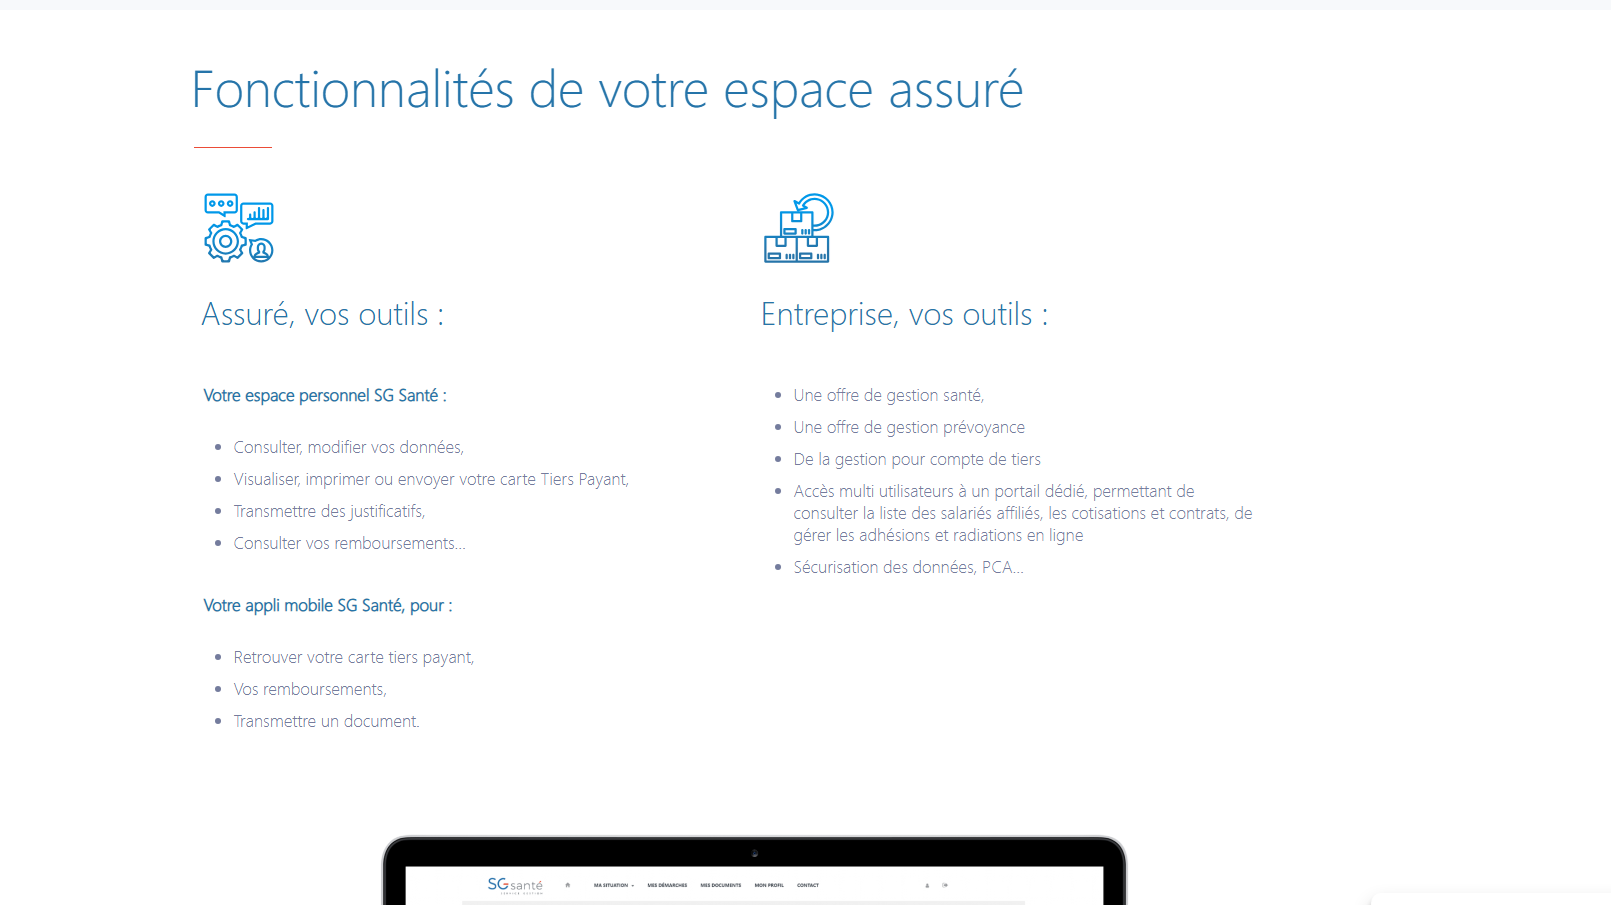 Fonctionnalités de votre espace assuré
Assuré, vos outils :
Votre espace personnel SG Santé :
Consulter, modifier vos données,
Visualiser, imprimer ou envoyer votre carte Tiers Payant,
Transmettre des justificatifs,
Consulter vos remboursements...
Votre appli mobile SG Santé, pour :
Retrouver votre carte tiers payant,
Vos remboursements,
Transmettre un document.
Entreprise, vos outils :
Une offre de gestion santé,
Une offre de gestion prévoyance
De la gestion pour compte de tiers
Accès multi utilisateurs à un portail dédié, permettant de
consulter la liste des salariés affiliés, les cotisations et contrats, de
gérer les adhésions et radiations en ligne
Sécurisation des données, PCA...
SG santé
MA SITUATION MES DÉMARCHES MES DOCUMENTS MON PROFIL CONTACT